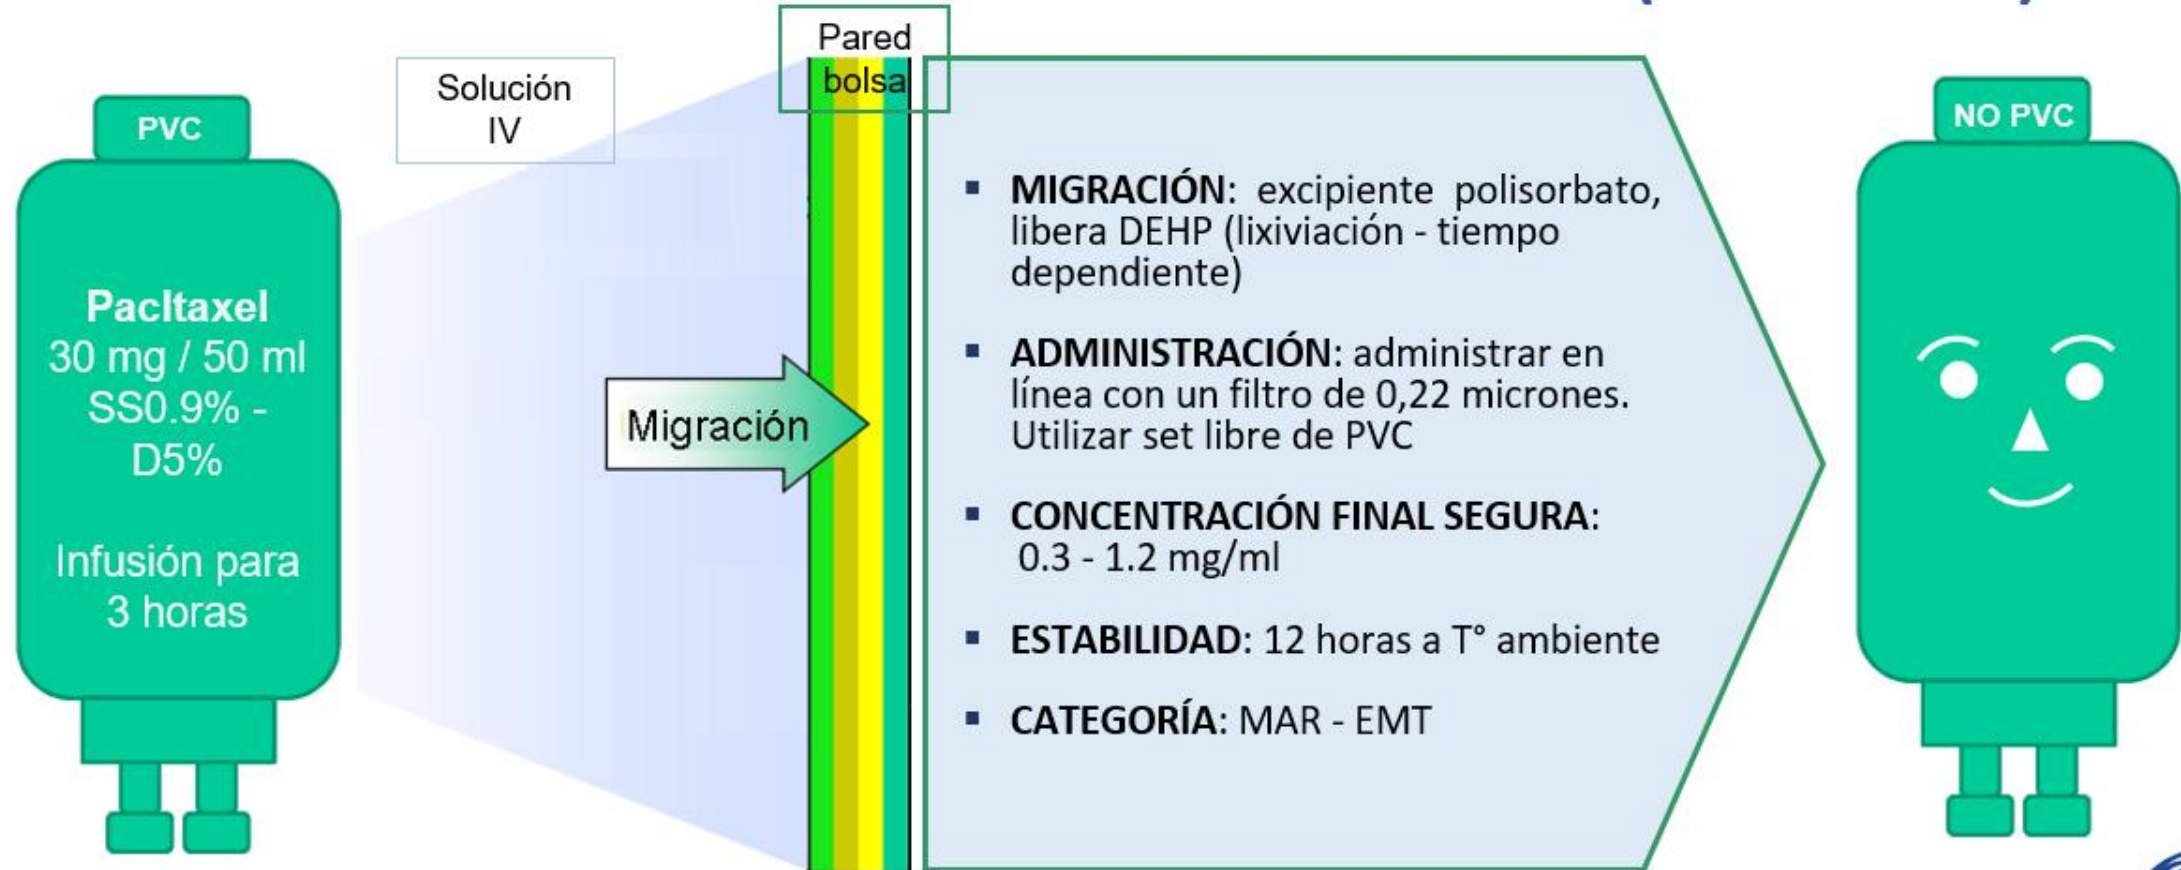 PVC
Pacltaxel
30 mg / 50 ml
SS0.9% -
D5%
Infusión para
3 horas
Solución
IV
Pared
bolsa
Migración
▪ MIGRACIÓN: excipiente polisorbato,
libera DEHP (lixiviación - tiempo
dependiente)
▪ ADMINISTRACIÓN: administrar en
línea con un filtro de 0,22 micrones.
Utilizar set libre de PVC
▪ CONCENTRACIÓN FINAL SEGURA:
0.3 - 1.2 mg/ml
▪ ESTABILIDAD: 12 horas a T° ambiente
▪ CATEGORÍA: MAR - EMT
NO PVC